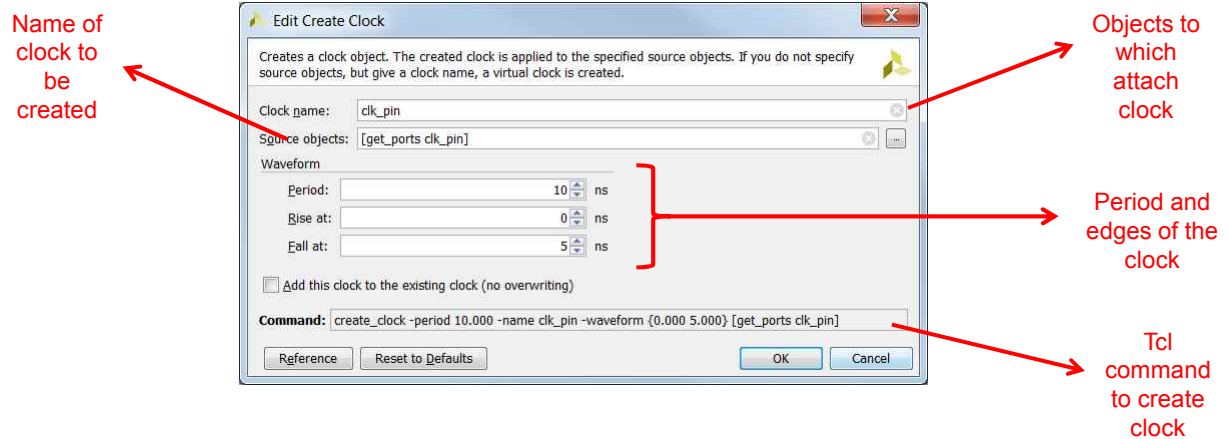 Name of
clock to
be
created
Edit Create Clock
X
Creates a clock object. The created clock is applied to the specified source objects. If you do not specify
source objects, but give a clock name, a virtual clock is created.
Clock name: clk_pin
Source objects: [get_ports clk_pin] ...
Waveform
Period: 10 ns
Rise at: 0 ns
Fall at: 5 ns
Add this clock to the existing clock (no overwriting)
Command: create_clock -period 10.000 -name clk_pin -waveform {0.000 5.000} [get_ports clk_pin]
Reference Reset to Defaults OK Cancel
Objects to
which
attach
clock
Period and
edges of the
clock
Tcl
command
to create
clock